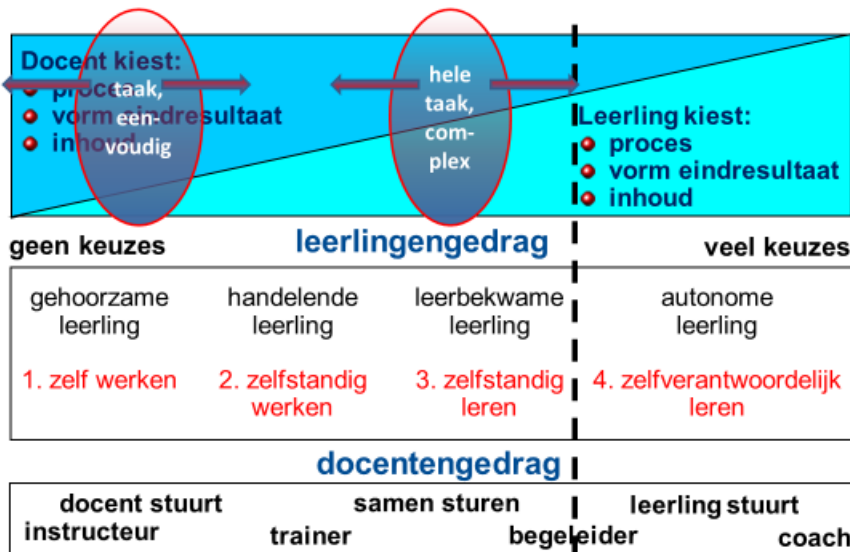 Docent kiest:
proces
vorm eindresultaat
inhoud
taak,
een-
voudig
hele
taak,
com-
plex
Leerling kiest:
proces
vorm eindresultaat
inhoud
geen keuzes
leerlingengedrag
veel keuzes
gehoorzame
leerling
handelende
leerling
leerbekwame
leerling
autonome
leerling
1. zelf werken
2. zelfstandig
werken
3. zelfstandig
leren
4. zelfverantwoordelijk
leren
docentengedrag
docent stuurt
samen sturen
leerling stuurt
instructeur
trainer
begeleider
coach